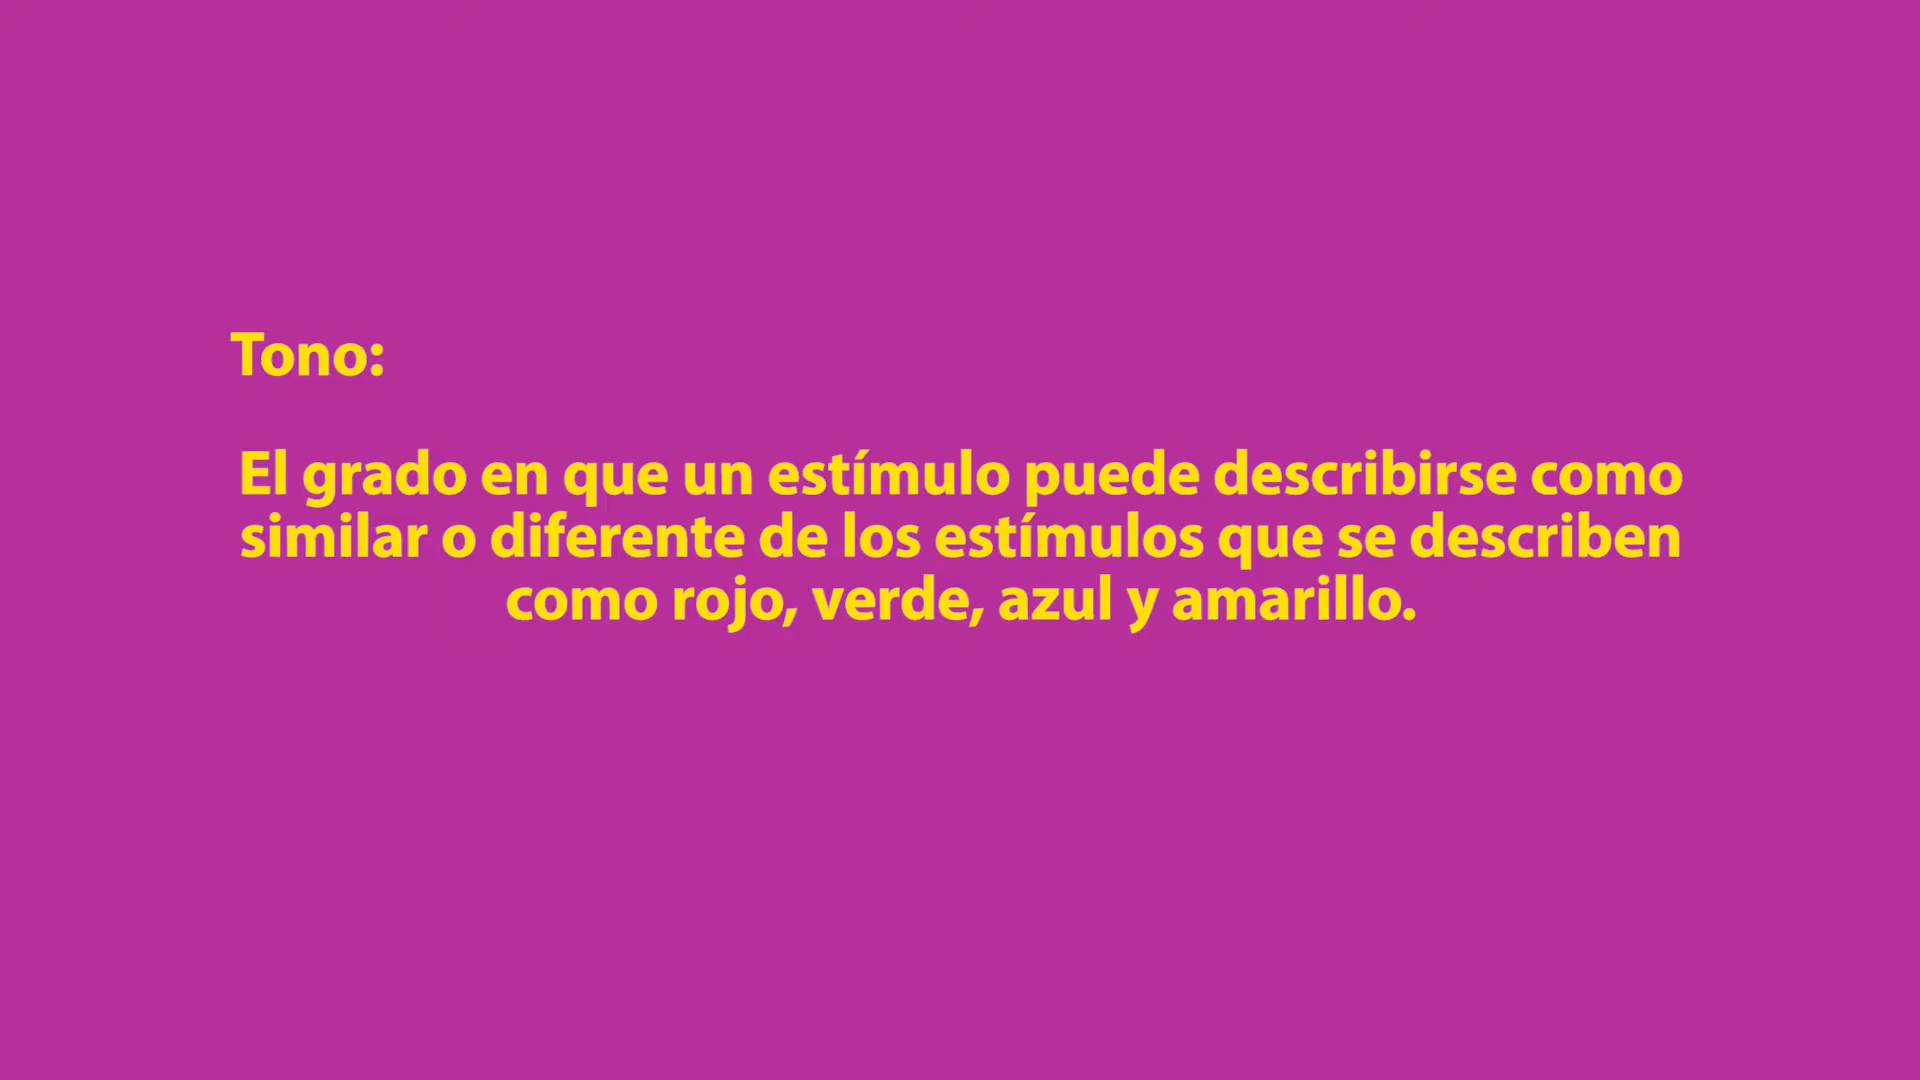 Tono:
El grado en que un estímulo puede describirse como
similar o diferente de los estímulos que se describen
como rojo, verde, azul y amarillo.